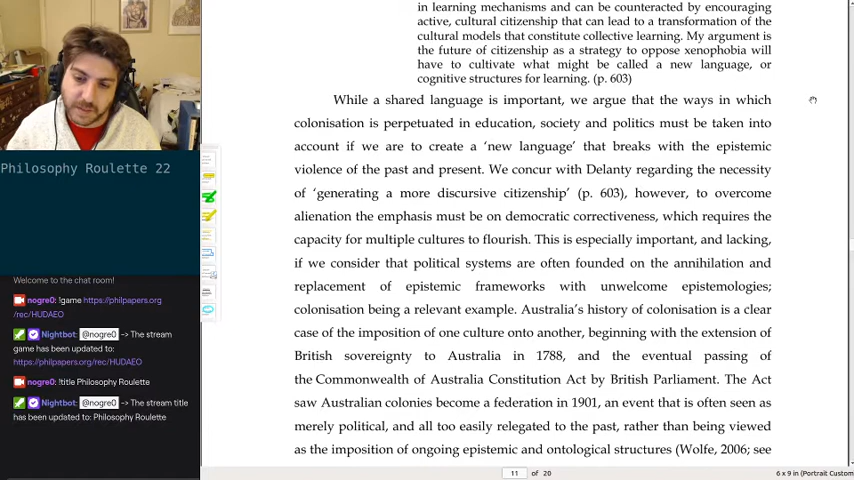 in learning mechanisms and can be counteracted by encouraging
active, cultural citizenship that can lead to a transformation of the
cultural models that constitute collective learning. My argument is
the future of citizenship as a strategy to oppose xenophobia will
have to cultivate what might be called a new language, or
cognitive structures for learning. (p. 603)
While a shared language is important, we argue that the ways in which
colonisation is perpetuated in education, society and politics must be taken into
account if we are to create a ‘new language’ that breaks with the epistemic
violence of the past and present. We concur with Delanty regarding the necessity
of ‘generating a more discursive citizenship’ (p. 603), however, to overcome
alienation the emphasis must be on democratic correctiveness, which requires the
capacity for multiple cultures to flourish. This is especially important, and lacking,
if we consider that political systems are often founded on the annihilation and
replacement of epistemic frameworks with unwelcome epistemologies;
colonisation being a relevant example. Australia’s history of colonisation is a clear
case of the imposition of one culture onto another, beginning with the extension of
British sovereignty to Australia in 1788, and the eventual passing of
the Commonwealth of Australia Constitution Act by British Parliament. The Act
saw Australian colonies become a federation in 1901, an event that is often seen as
merely political, and all too easily relegated to the past, rather than being viewed
as the imposition of ongoing epistemic and ontological structures (Wolfe, 2006; see
11 of 20
6 x 9 in (Portrait Custom
Philosophy Roulette 22
Welcome to the chat room!
nogre0: !game https://philpapers.org
/rec/HUDAEO
Nightbot: @nogre0 -> The stream
game has been updated to:
https://philpapers.org/rec/HUDAEO
nogre0: !title Philosophy Roulette
Nightbot: @nogre0 -> The stream title
has been updated to: Philosophy Roulette